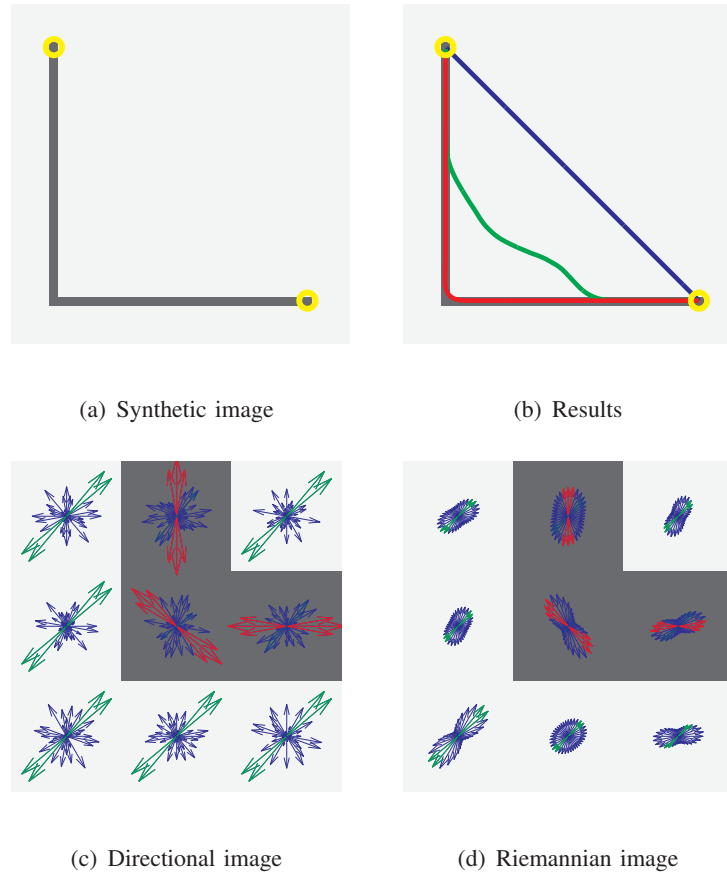 (a) Synthetic image
(b) Results
(c) Directional image
(d) Riemannian image